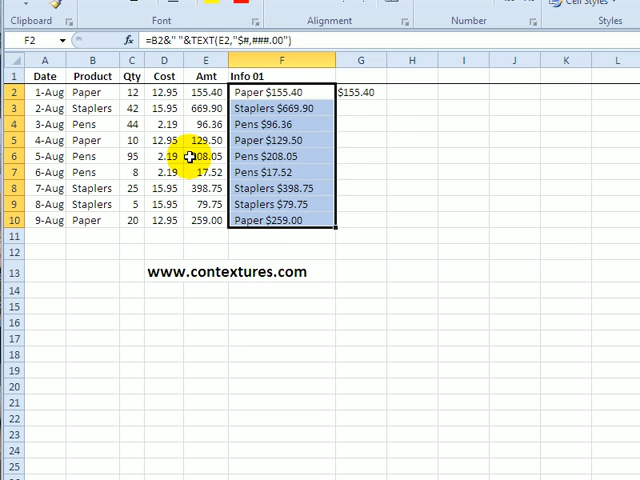 Cell Styles
Clipboard Font Alignment Number Styles
F2 fx =B2&" "&TEXT(E2,"$#,###.00")
A B C D E F G H I J K L
1 Date Product Qty Cost Amt Info 01
2 1-Aug Paper 12 12.95 155.40 Paper $155.40 $155.40
3 2-Aug Staplers 42 15.95 669.90 Staplers $669.90
4 3-Aug Pens 44 2.19 96.36 Pens $96.36
5 4-Aug Paper 10 12.95 129.50 Paper $129.50
6 5-Aug Pens 95 2.19 208.05 Pens $208.05
7 6-Aug Pens 8 2.19 17.52 Pens $17.52
8 7-Aug Staplers 25 15.95 398.75 Staplers $398.75
9 8-Aug Staplers 5 15.95 79.75 Staplers $79.75
10 9-Aug Paper 20 12.95 259.00 Paper $259.00
11
12
13 www.contextures.com
14
15
16
17
18
19
20
21
22
23
24
25